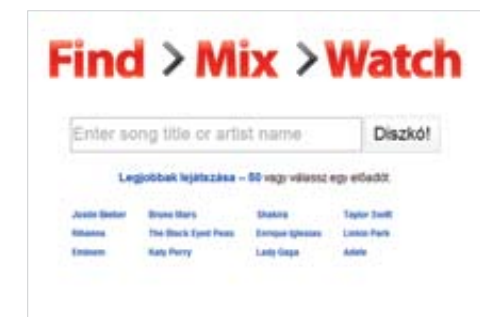 Find > Mix > Watch
Enter song title or artist name Diszkó!
Legjobbak lejátszása – 50 vagy válassz egy előadót
Justin Bieber Bruno Mars Shakira Taylor Swift
Rihanna The Black Eyed Peas Enrique Iglesias Linkin Park
Eminem Katy Perry Lady Gaga Adele